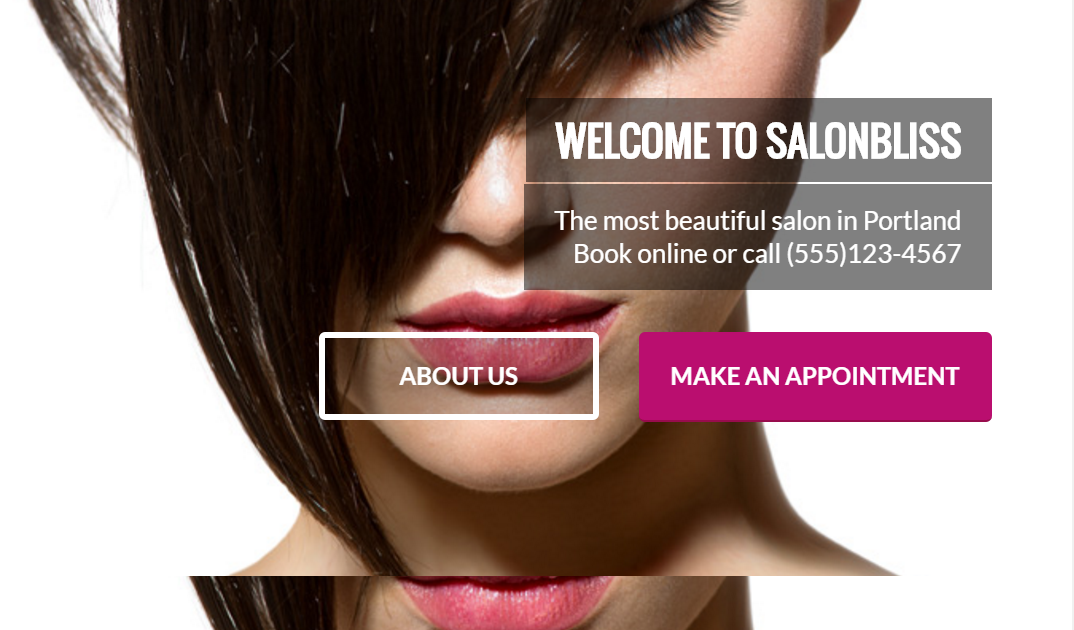 WELCOME TO SALONBLISS
The most beautiful salon in Portland
Book online or call (555)123-4567
ABOUT US
MAKE AN APPOINTMENT